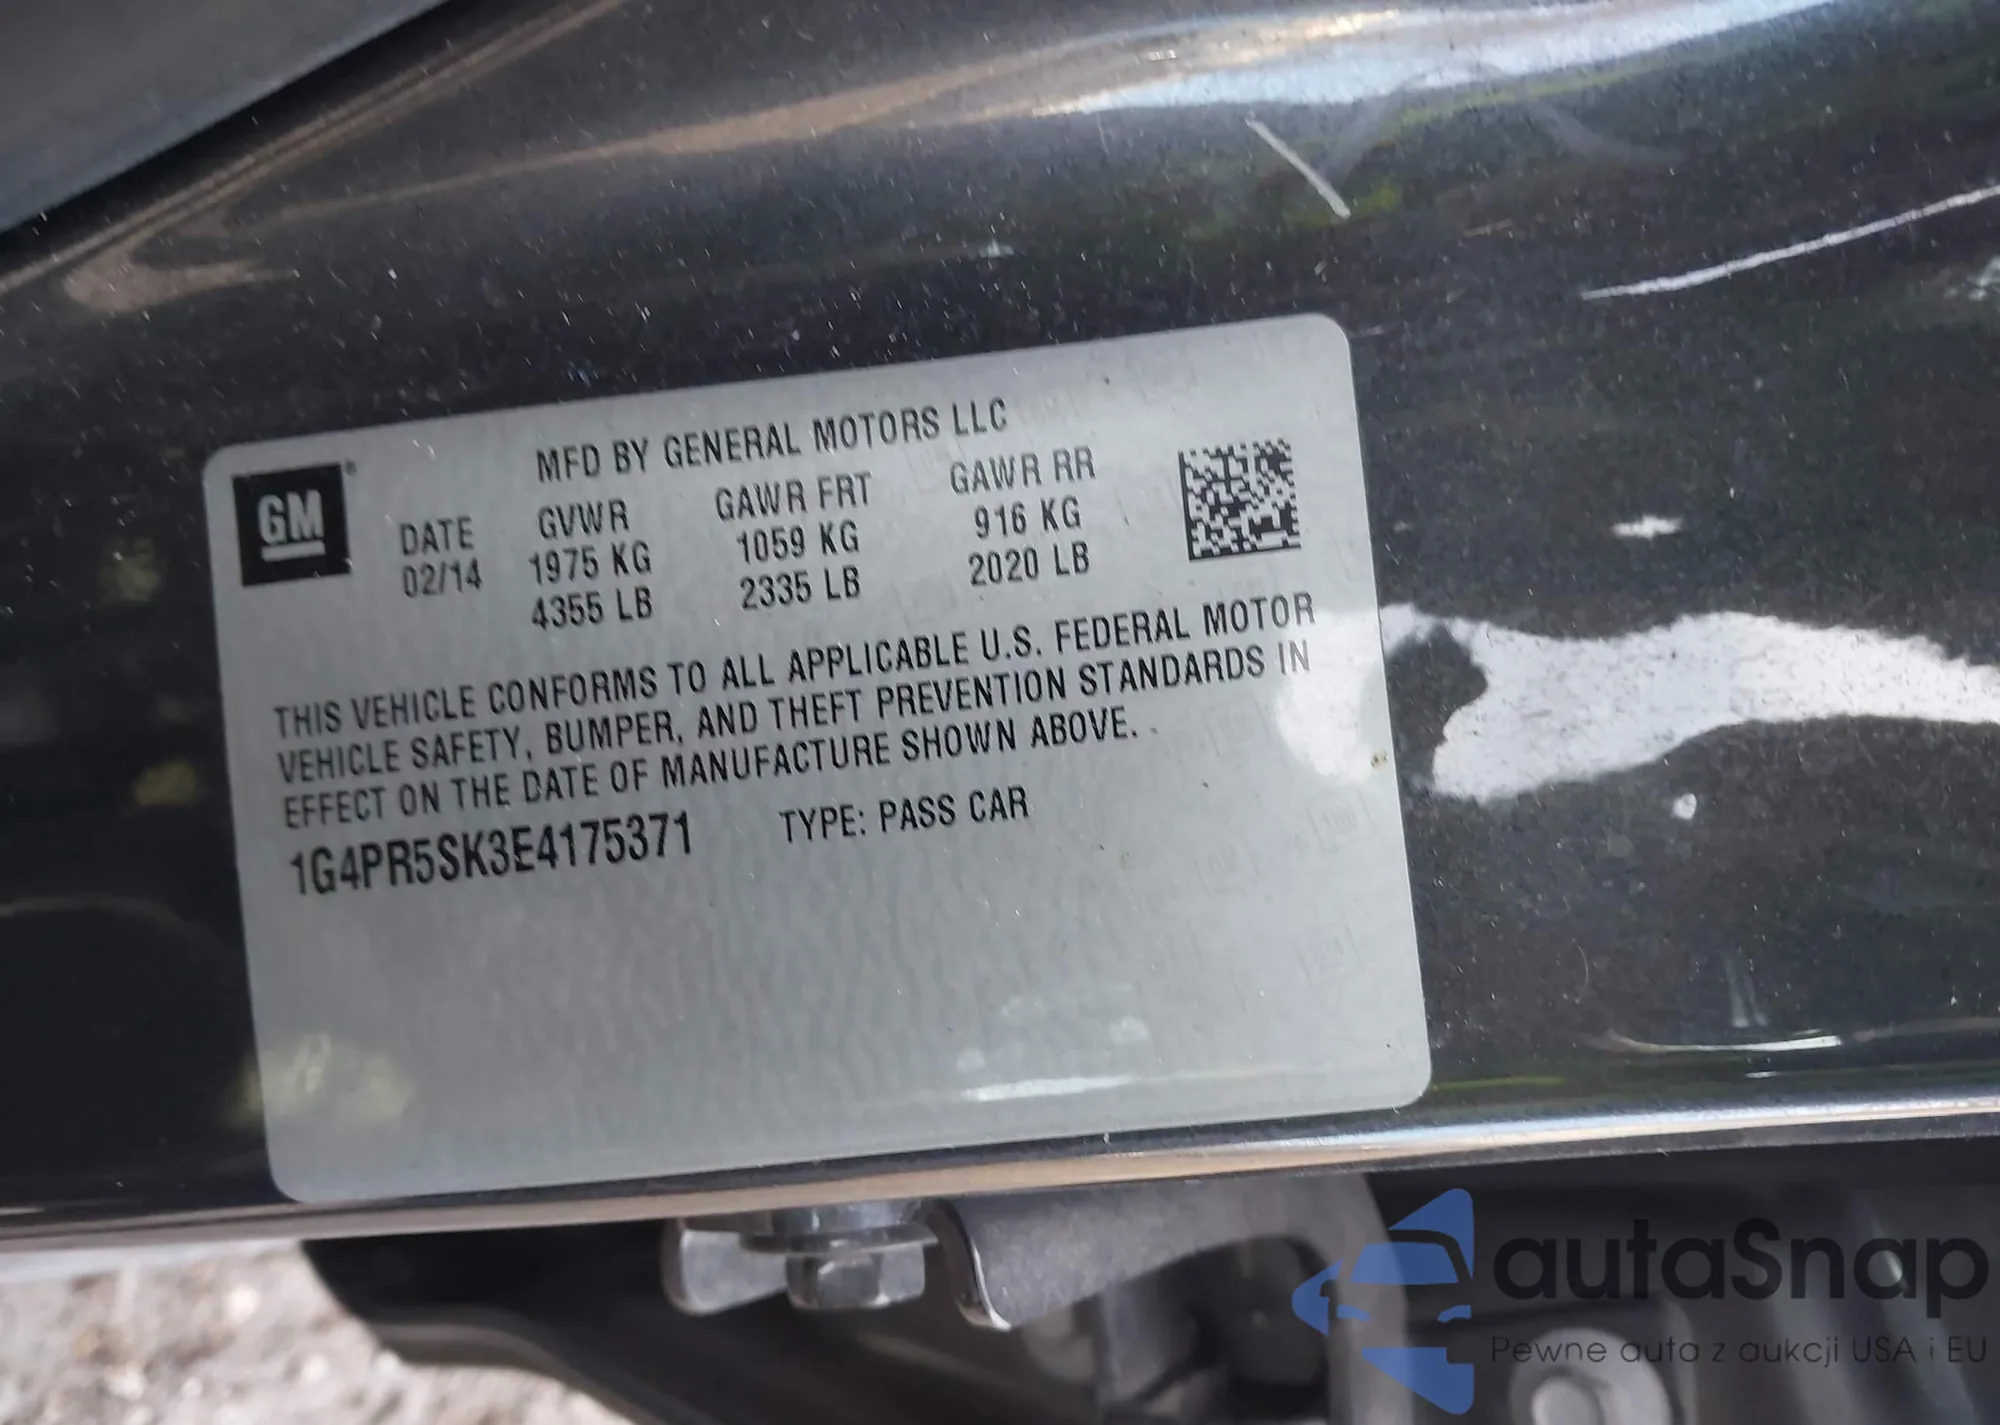 MFD BY GENERAL MOTORS LLC
GM®
DATE GVWR GAWR FRT GAWR RR
02/14 1975 KG 1059 KG 916 KG
4355 LB 2335 LB 2020 LB
THIS VEHICLE CONFORMS TO ALL APPLICABLE U.S. FEDERAL MOTOR
VEHICLE SAFETY, BUMPER, AND THEFT PREVENTION STANDARDS IN
EFFECT ON THE DATE OF MANUFACTURE SHOWN ABOVE.
1G4PR5SK3E4175371 TYPE: PASS CAR
autaSnap
Pewne auta z aukcji USA i EU